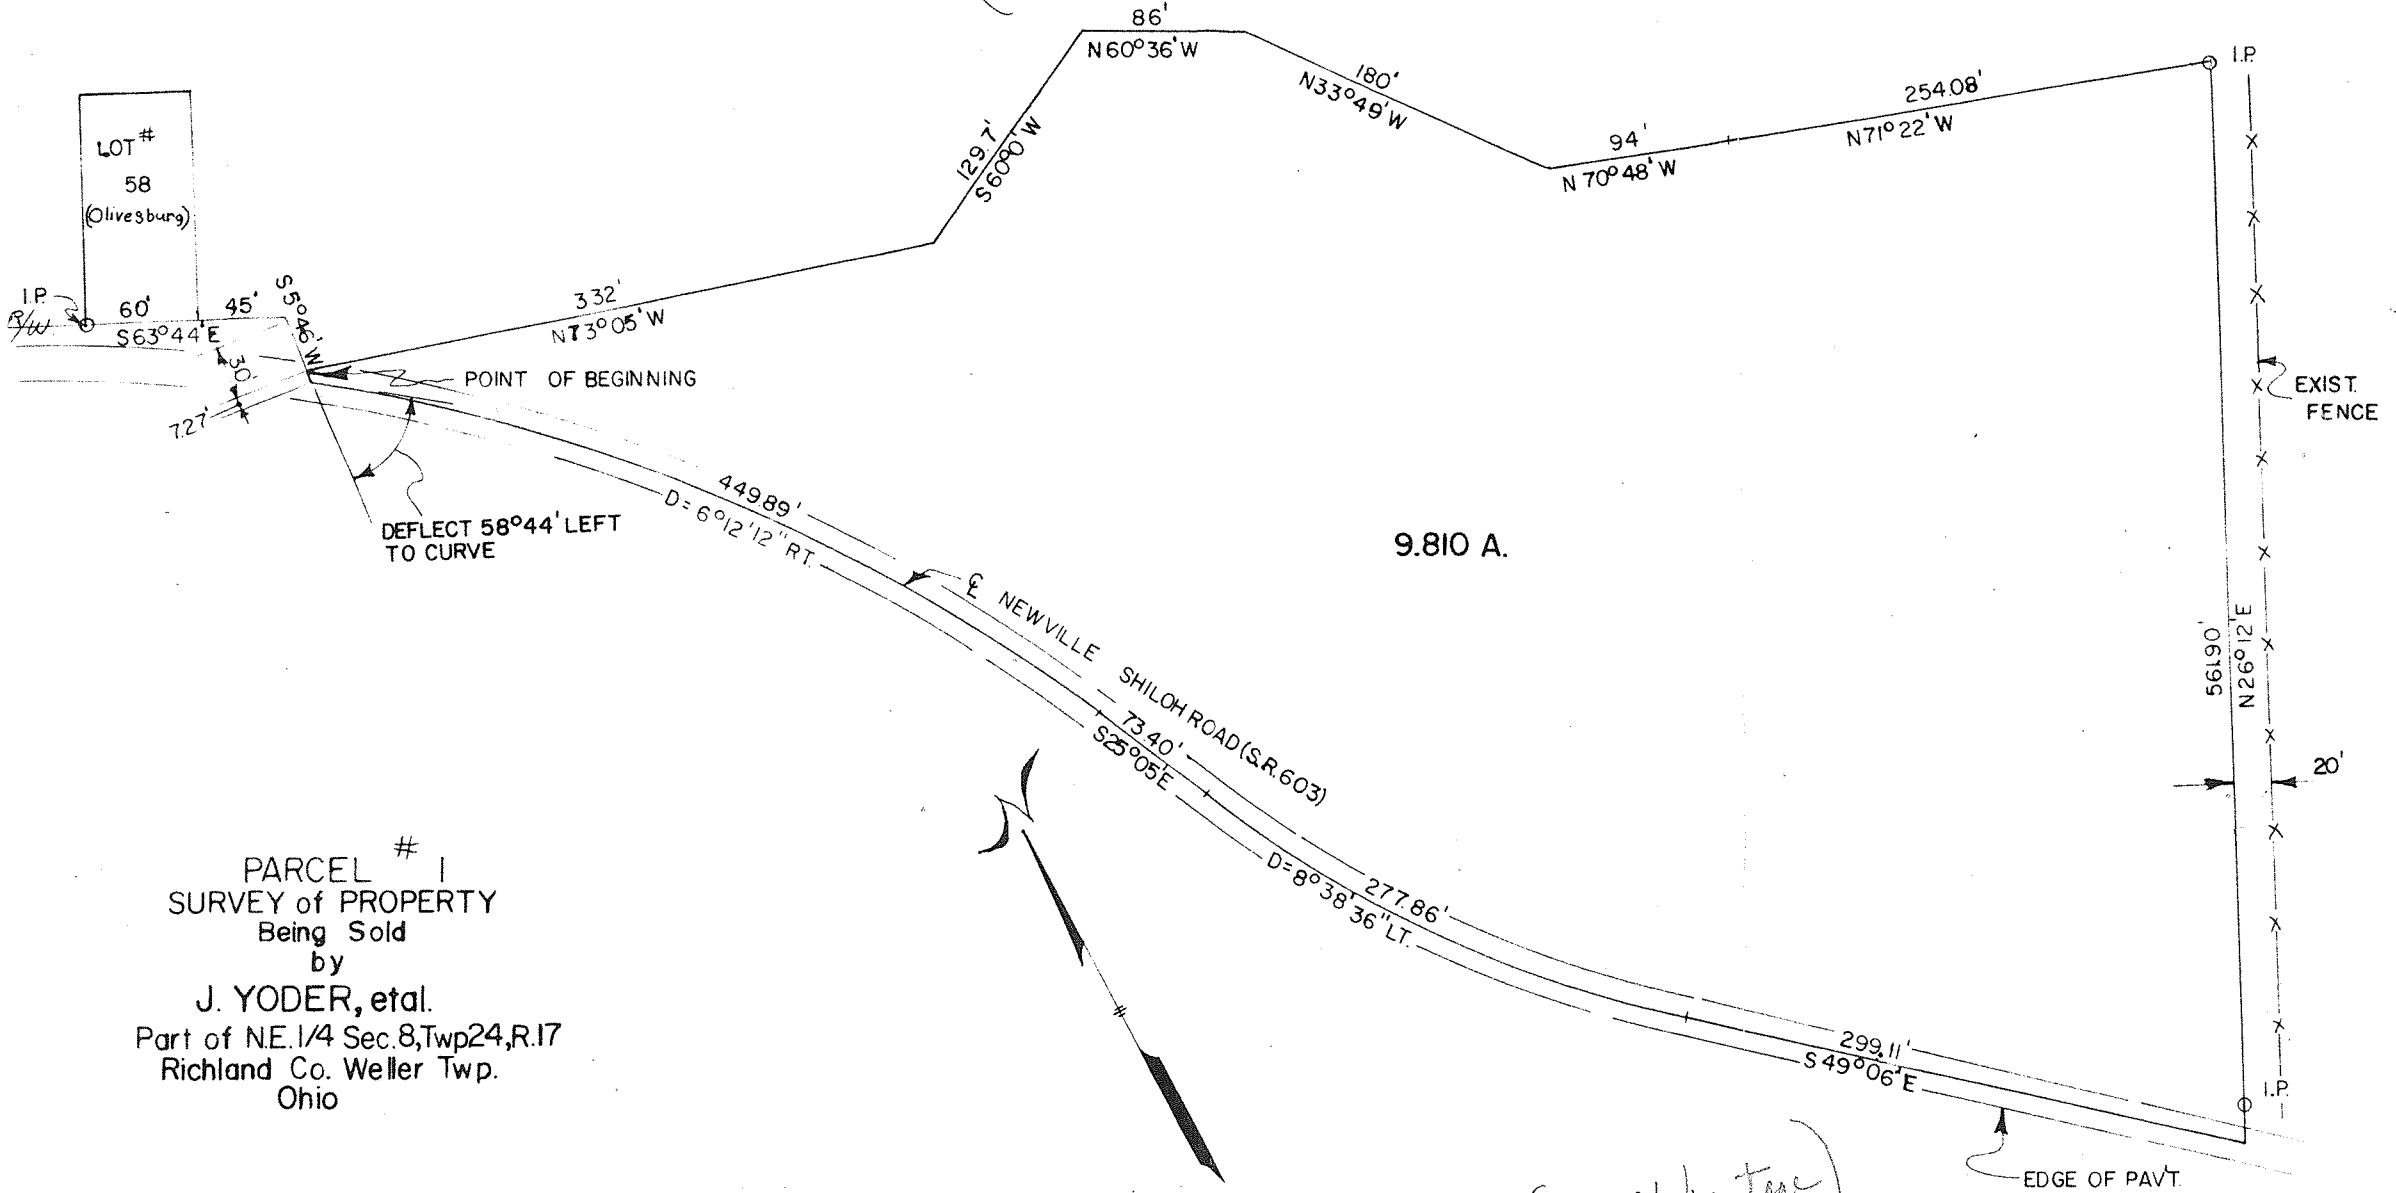 86'
N60°36'W
180'
N33°49'W
254.08'
N71°22'W
94'
N70°48'W
I.P.
129.7'
S60°0'W
LOT #
58
(Olivesburg)
I.P.
R/W
60'
45'
S63°44'E
S5°46'W
30'
7.27'
332'
N73°05'W
POINT OF BEGINNING
DEFLECT 58°44' LEFT
TO CURVE
449.89'
D=6°12'12" RT.
9.810 A.
EXIST.
FENCE
℄ NEWVILLE SHILOH ROAD (S.R.603)
73.40'
S25°05'E
561.90'
N26°12'E
20'
277.86'
D=8°38'36" LT.
299.11'
S49°06'E
I.P.
EDGE OF PAV'T.
N
PARCEL # 1
SURVEY of PROPERTY
Being Sold
by
J. YODER, etal.
Part of N.E.1/4 Sec.8,Twp24,R.17
Richland Co. Weller Twp.
Ohio